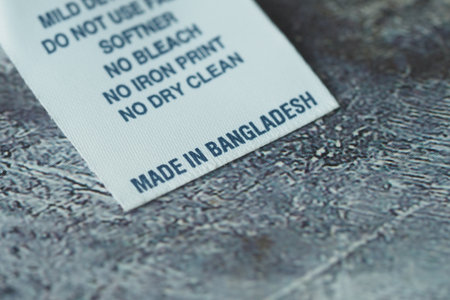 MILD
DO NOT USE
SOFTNER
NO BLEACH
NO IRON PRINT
NO DRY CLEAN
MADE IN BANGLADESH